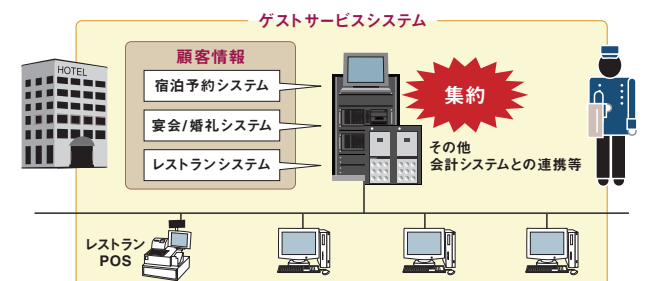 ゲストサービスシステム
HOTEL
顧客情報
宿泊予約システム
宴会/婚礼システム
レストランシステム
集約
その他
会計システムとの連携等
レストラン
POS